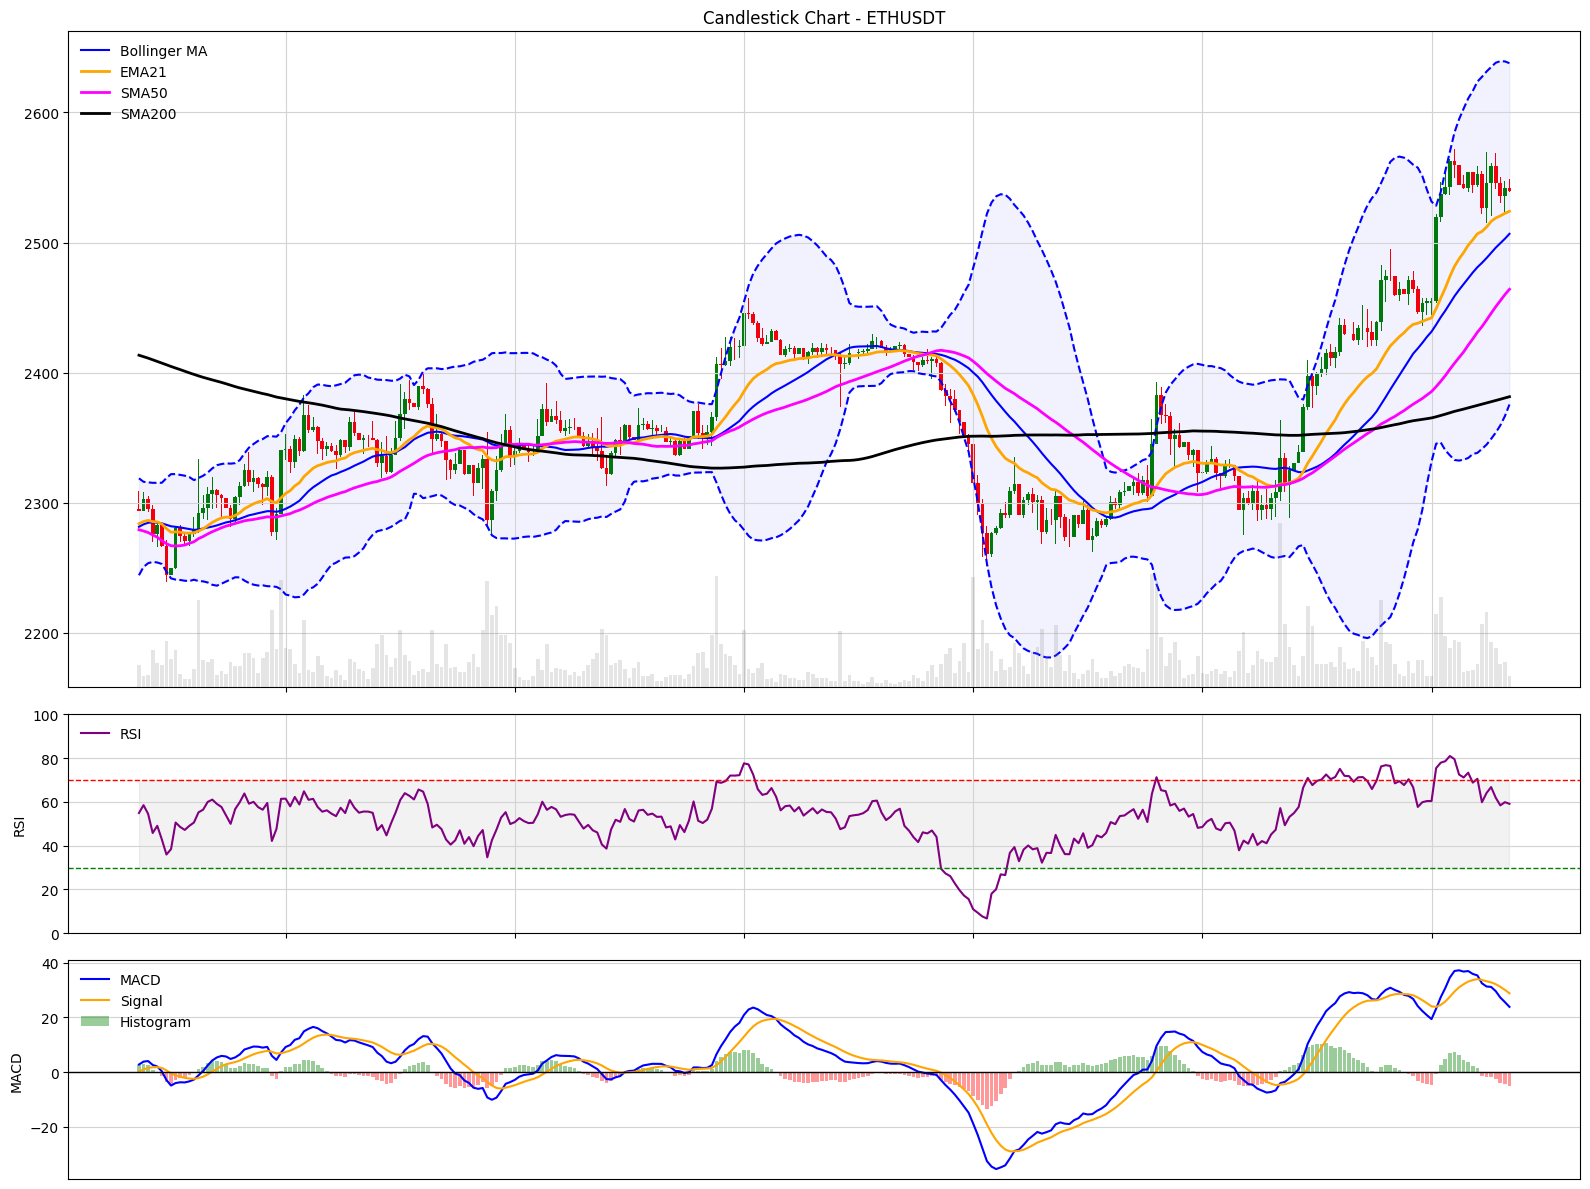 Candlestick Chart - ETHUSDT
Bollinger MA
EMA21
SMA50
SMA200
2600
2500
2400
2300
2200
RSI
100
80
60
40
20
0
RSI
MACD
Signal
Histogram
40
20
0
−20
MACD